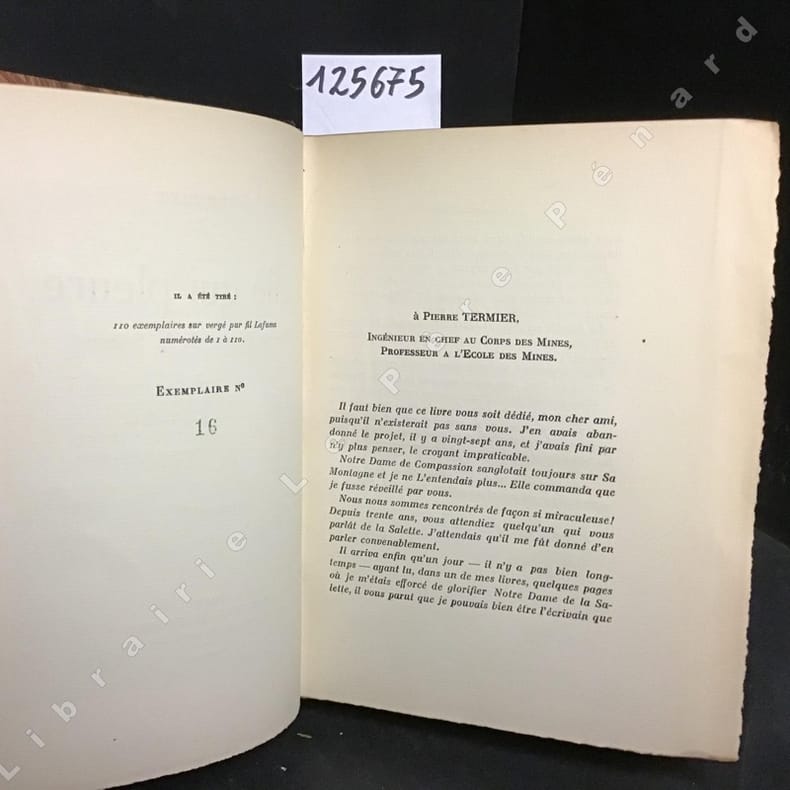 125675
IL A ÉTÉ TIRÉ :
110 exemplaires sur vergé pur fil Lafuma
numérotés de 1 à 110.
EXEMPLAIRE Nº
16
à PIERRE TERMIER,
INGÉNIEUR EN CHEF AU CORPS DES MINES,
PROFESSEUR A L'ECOLE DES MINES.
Il faut bien que ce livre vous soit dédié, mon cher ami,
puisqu'il n'existerait pas sans vous. J'en avais aban-
donné le projet, il y a vingt-sept ans, et j'avais fini par
n'y plus penser, le croyant impraticable.
Notre Dame de Compassion sanglotait toujours sur Sa
Montagne et je ne L'entendais plus... Elle commanda que
je fusse réveillé par vous.
Nous nous sommes rencontrés de façon si miraculeuse!
Depuis trente ans, vous attendiez quelqu'un qui vous
parlât de la Salette. J'attendais qu'il me fût donné d'en
parler convenablement.
Il arriva enfin qu'un jour — il n'y a pas bien long-
temps — ayant lu, dans un de mes livres, quelques pages
où je m'étais efforcé de glorifier Notre Dame de la Sa-
lette, il vous parut que je pouvais bien être l'écrivain que
Librairie Le Père Pénard